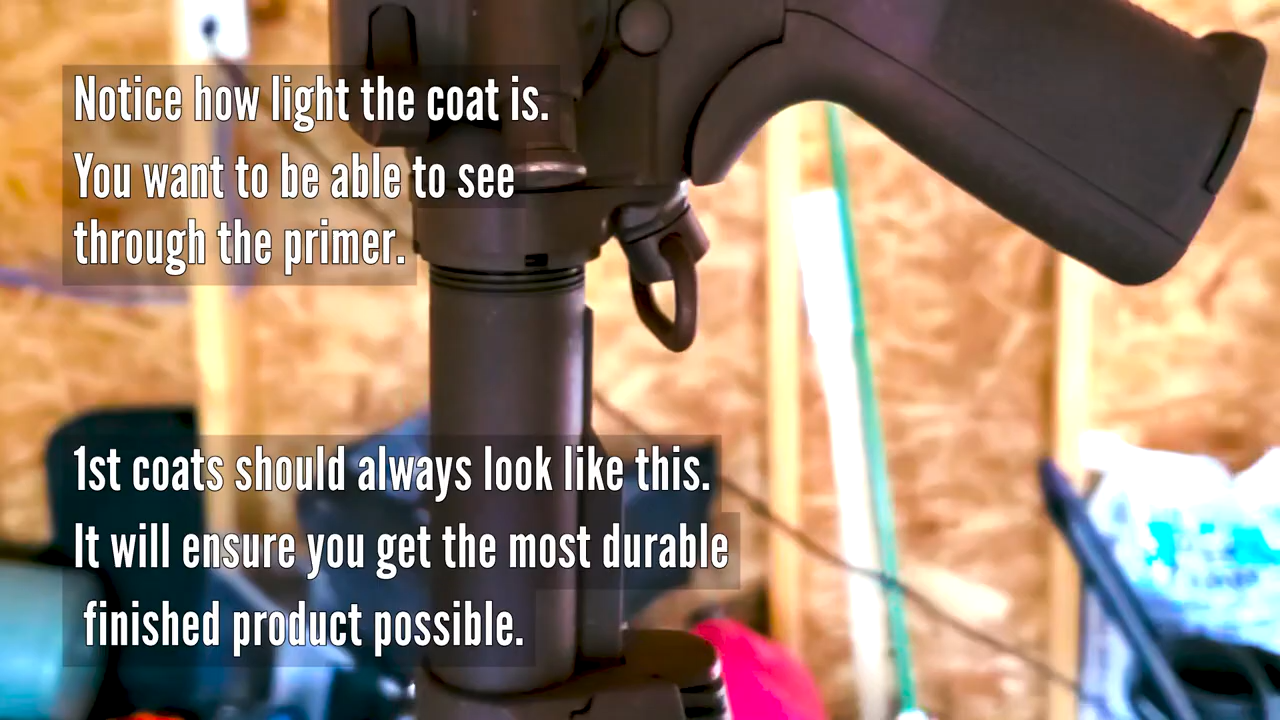 Notice how light the coat is.
You want to be able to see
through the primer.
1st coats should always look like this.
It will ensure you get the most durable
finished product possible.